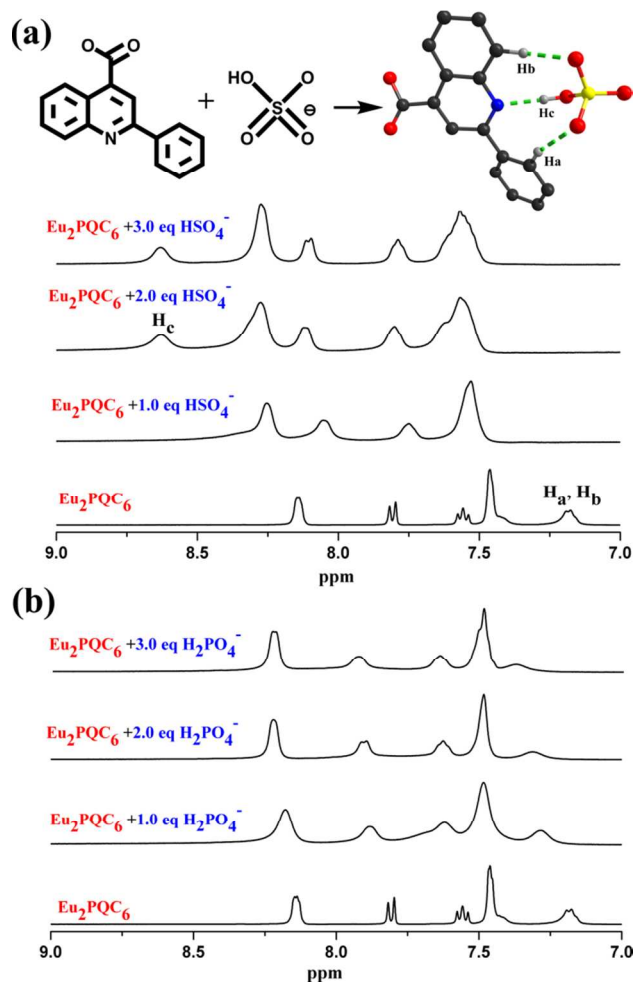 (a)
O
O
HO
O
O
O
S
⊖
N
+
Hb
Hc
Ha
Eu₂PQC₆ +3.0 eq HSO₄⁻
Eu₂PQC₆ +2.0 eq HSO₄⁻
H_c
Eu₂PQC₆ +1.0 eq HSO₄⁻
Eu₂PQC₆
Hₐ, H_b
9.0 8.5 8.0 7.5 7.0
ppm
(b)
Eu₂PQC₆ +3.0 eq H₂PO₄⁻
Eu₂PQC₆ +2.0 eq H₂PO₄⁻
Eu₂PQC₆ +1.0 eq H₂PO₄⁻
Eu₂PQC₆
9.0 8.5 8.0 7.5 7.0
ppm